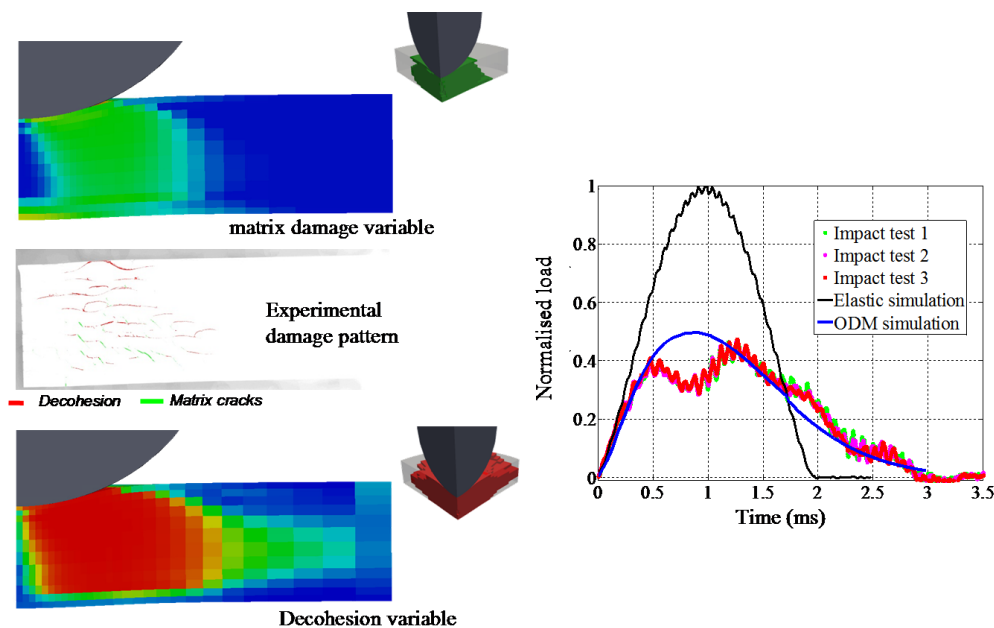 matrix damage variable
Experimental
damage pattern
Decohesion
Matrix cracks
Decohesion variable
Normalised load
1
0.8
0.6
0.4
0.2
0
Impact test 1
Impact test 2
Impact test 3
Elastic simulation
ODM simulation
0 0.5 1 1.5 2 2.5 3 3.5
Time (ms)